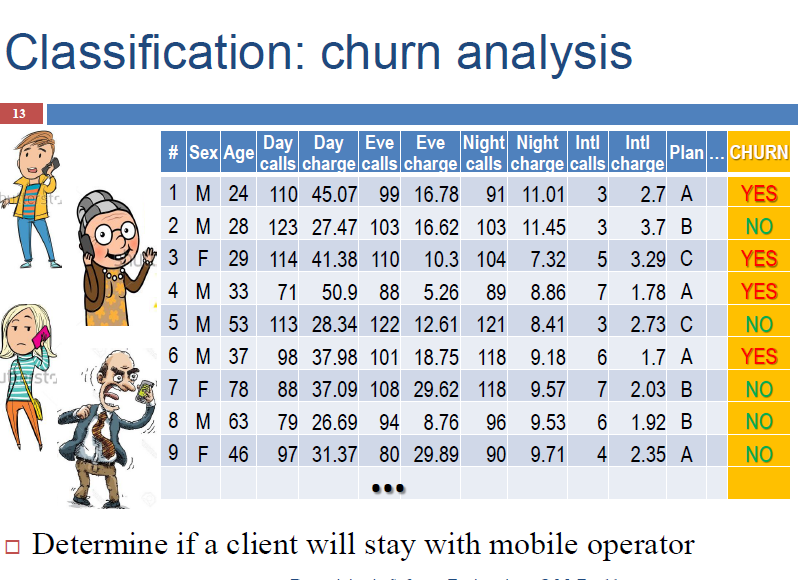 Classification: churn analysis
13
# Sex Age Day calls Day charge Eve calls Eve charge Night calls Night charge Intl calls Intl charge Plan ... CHURN
1 M 24 110 45.07 99 16.78 91 11.01 3 2.7 A YES
2 M 28 123 27.47 103 16.62 103 11.45 3 3.7 B NO
3 F 29 114 41.38 110 10.3 104 7.32 5 3.29 C YES
4 M 33 71 50.9 88 5.26 89 8.86 7 1.78 A YES
5 M 53 113 28.34 122 12.61 121 8.41 3 2.73 C NO
6 M 37 98 37.98 101 18.75 118 9.18 6 1.7 A YES
7 F 78 88 37.09 108 29.62 118 9.57 7 2.03 B NO
8 M 63 79 26.69 94 8.76 96 9.53 6 1.92 B NO
9 F 46 97 31.37 80 29.89 90 9.71 4 2.35 A NO
...
Determine if a client will stay with mobile operator